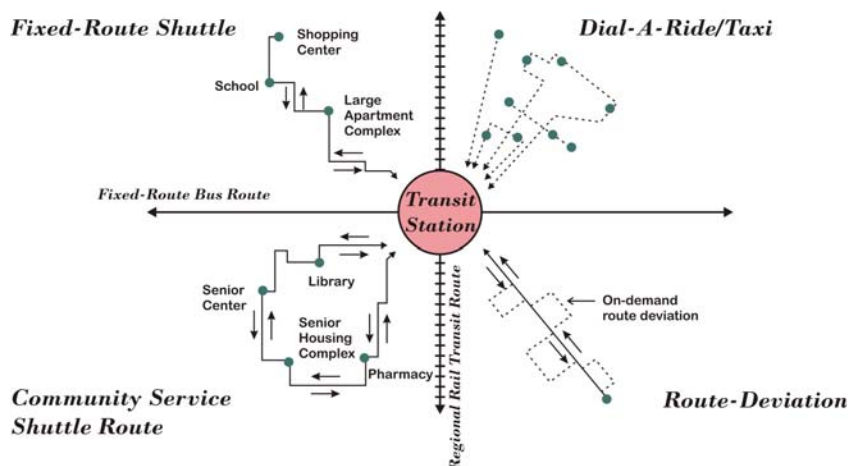 Fixed-Route Shuttle
Dial-A-Ride/Taxi
Shopping
Center
School
Large
Apartment
Complex
Fixed-Route Bus Route
Transit
Station
Library
Senior
Center
Senior
Housing
Complex
Pharmacy
On-demand
route deviation
Regional Rail Transit Route
Community Service
Shuttle Route
Route-Deviation